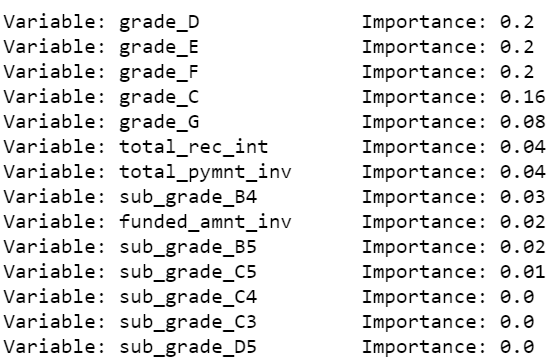 Variable: grade_D Importance: 0.2
Variable: grade_E Importance: 0.2
Variable: grade_F Importance: 0.2
Variable: grade_C Importance: 0.16
Variable: grade_G Importance: 0.08
Variable: total_rec_int Importance: 0.04
Variable: total_pymnt_inv Importance: 0.04
Variable: sub_grade_B4 Importance: 0.03
Variable: funded_amnt_inv Importance: 0.02
Variable: sub_grade_B5 Importance: 0.02
Variable: sub_grade_C5 Importance: 0.01
Variable: sub_grade_C4 Importance: 0.0
Variable: sub_grade_C3 Importance: 0.0
Variable: sub_grade_D5 Importance: 0.0